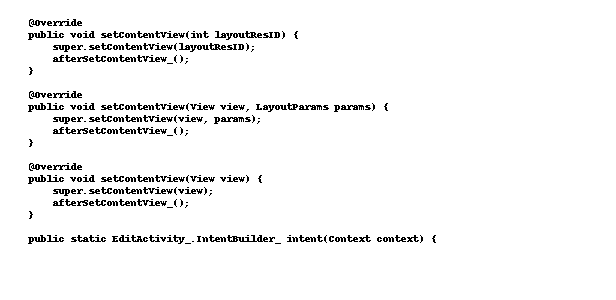 @Override
public void setContentView(int layoutResID) {
    super.setContentView(layoutResID);
    afterSetContentView_();
}

@Override
public void setContentView(View view, LayoutParams params) {
    super.setContentView(view, params);
    afterSetContentView_();
}

@Override
public void setContentView(View view) {
    super.setContentView(view);
    afterSetContentView_();
}

public static EditActivity_.IntentBuilder_ intent(Context context) {